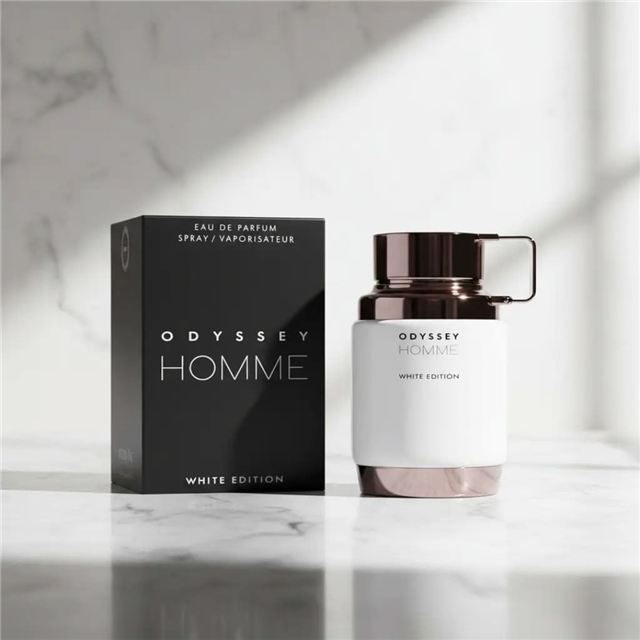 EAU DE PARFUM
SPRAY / VAPORISATEUR
ODYSSEY
HOMME
WHITE EDITION
ODYSSEY
HOMME
WHITE EDITION